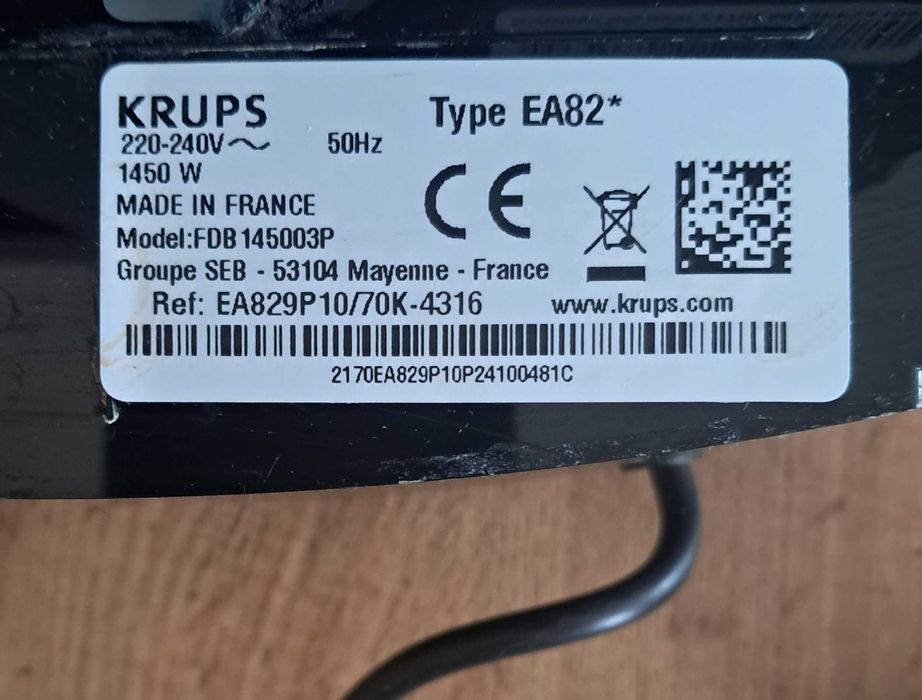 KRUPS
Type EA82*
220-240V~ 50Hz
1450 W
MADE IN FRANCE
Model:FDB145003P
CE
Groupe SEB - 53104 Mayenne - France
Ref: EA829P10/70K-4316
www.krups.com
2170EA829P10P24100481C